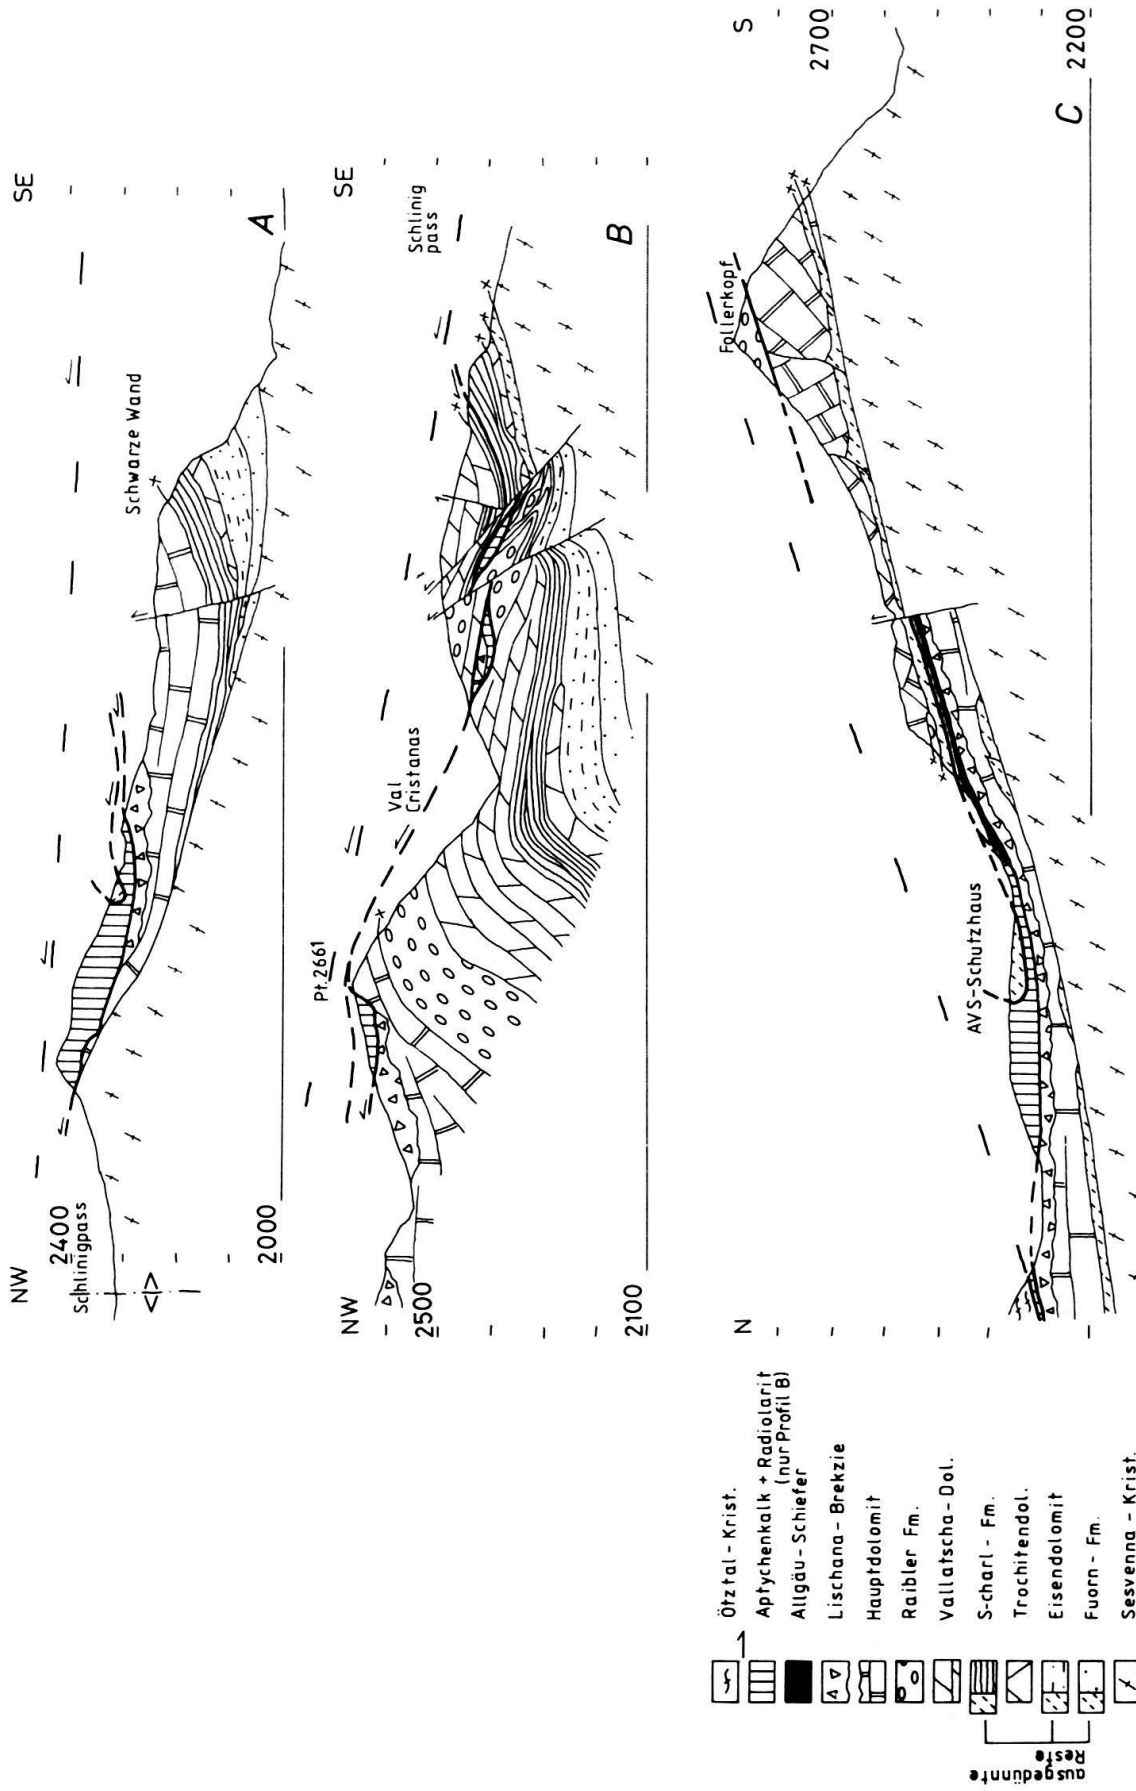 NW
SE
2400
Schlinigpass
<>
Schwarze Wand
A
2000
NW
SE
Pt.2661
Val
Cristanas
Schlinig
pass
2500
B
2100
N
S
Follerkopf
2700
AVS-Schutzhaus
C
2200
Ötztal-Krist.
Aptychenkalk + Radiolarit
(nur Profil B)
Allgäu-Schiefer
Lischana-Brekzie
Hauptdolomit
Raibler Fm.
Vallatscha-Dol.
S-charl-Fm.
Trochitendol.
Eisendolomit
Fuorn-Fm.
Sesvenna-Krist.
ausgedünnte
Reste